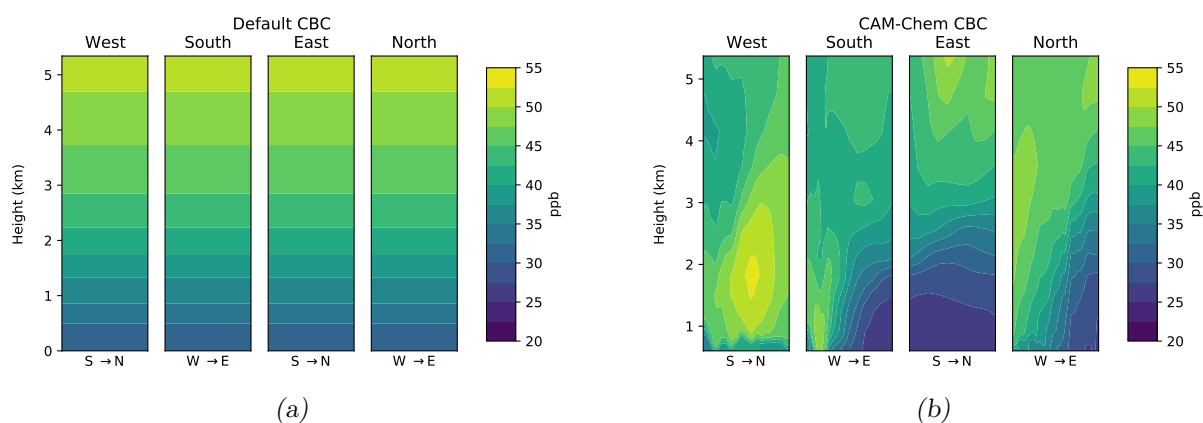 Default CBC
West South East North
5
4
3
2
1
0
Height (km)
S → N W → E S → N W → E
55
50
45
40
35
30
25
20
ppb
(a)
CAM-Chem CBC
West South East North
5
4
3
2
1
Height (km)
S → N W → E S → N W → E
55
50
45
40
35
30
25
20
ppb
(b)